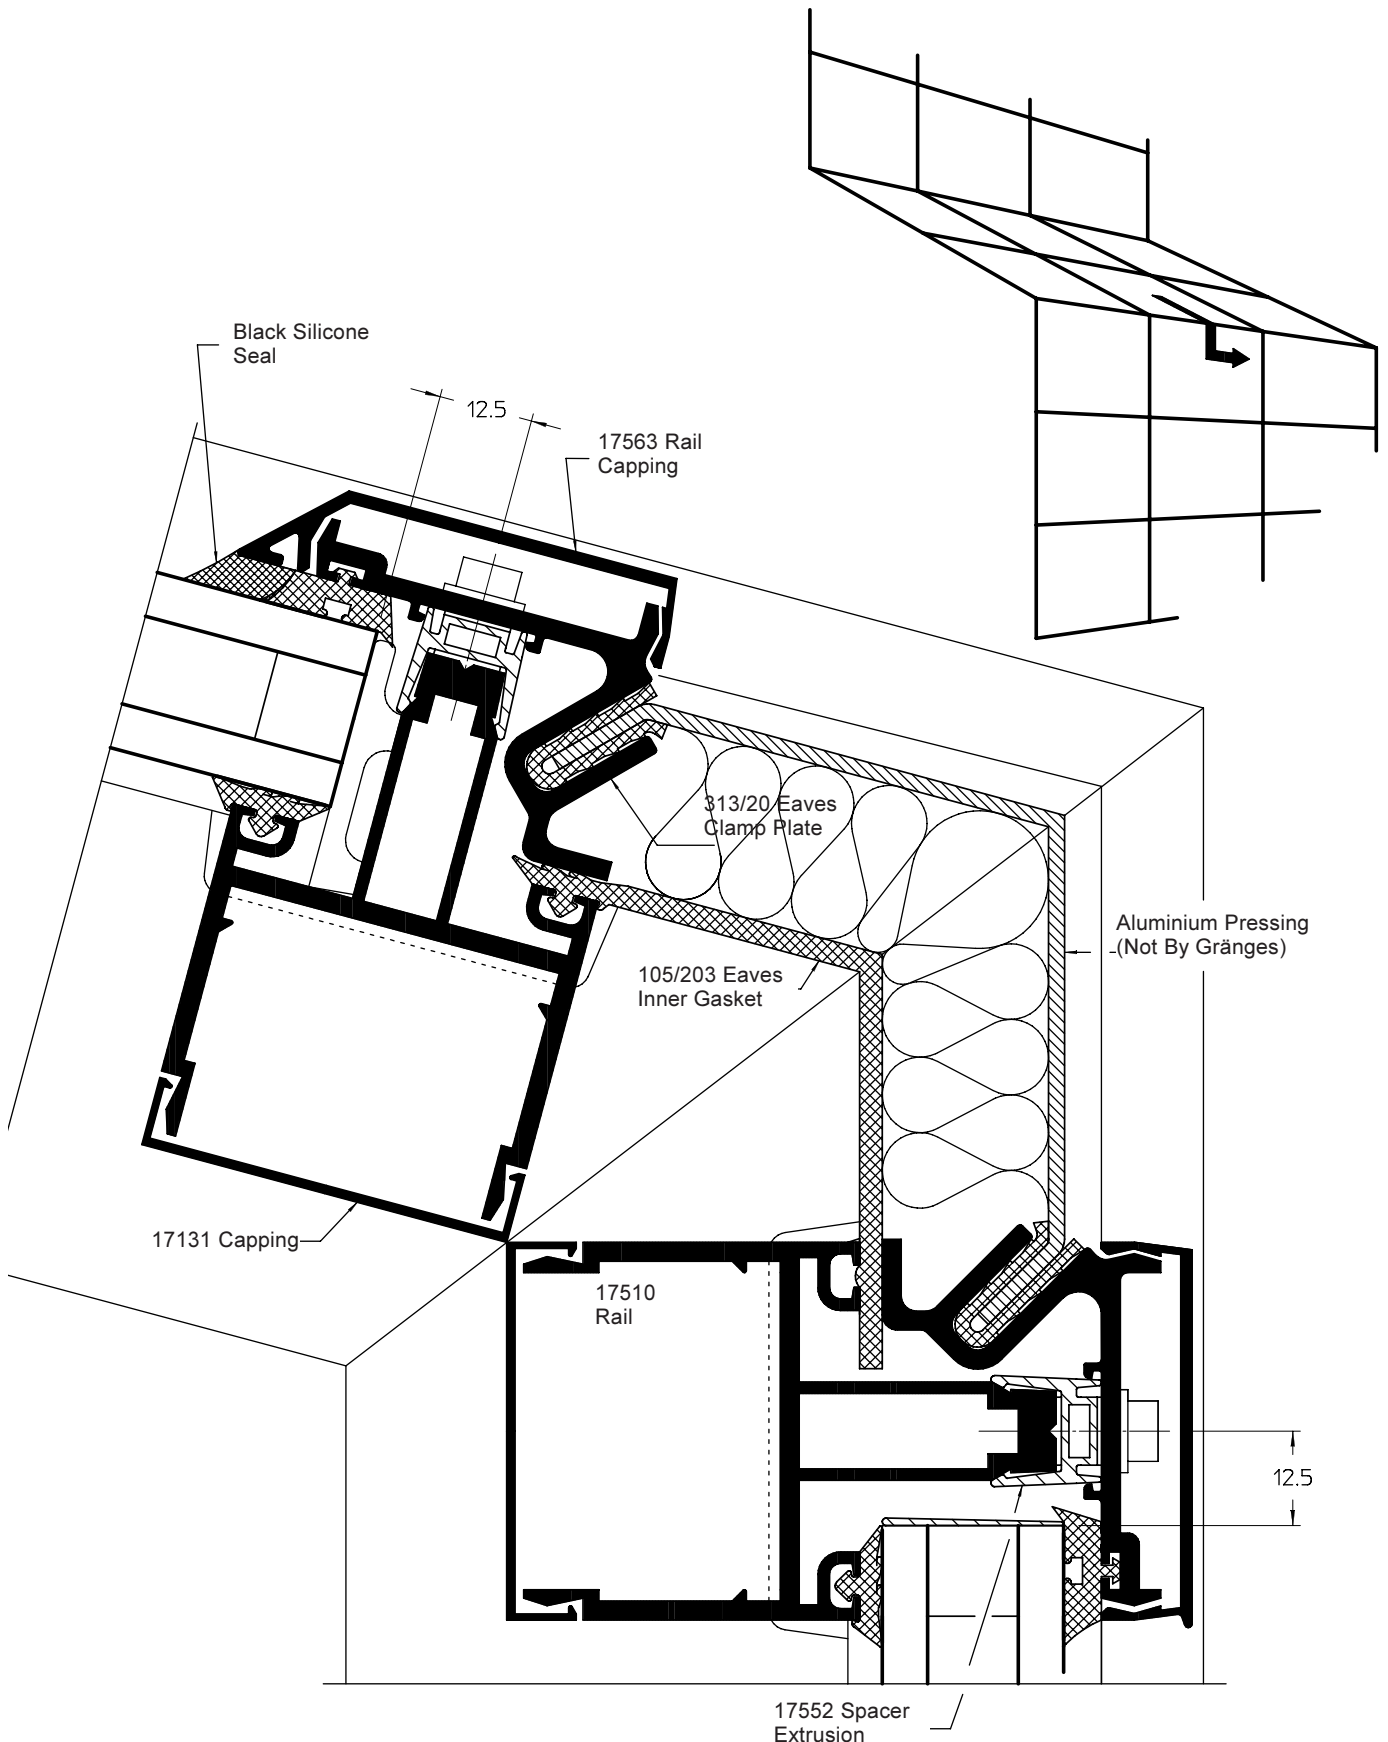 Black Silicone
Seal
12.5
17563 Rail
Capping
313/20 Eaves
Clamp Plate
Aluminium Pressing
(Not By Gränges)
105/203 Eaves
Inner Gasket
17131 Capping
17510
Rail
12.5
17552 Spacer
Extrusion